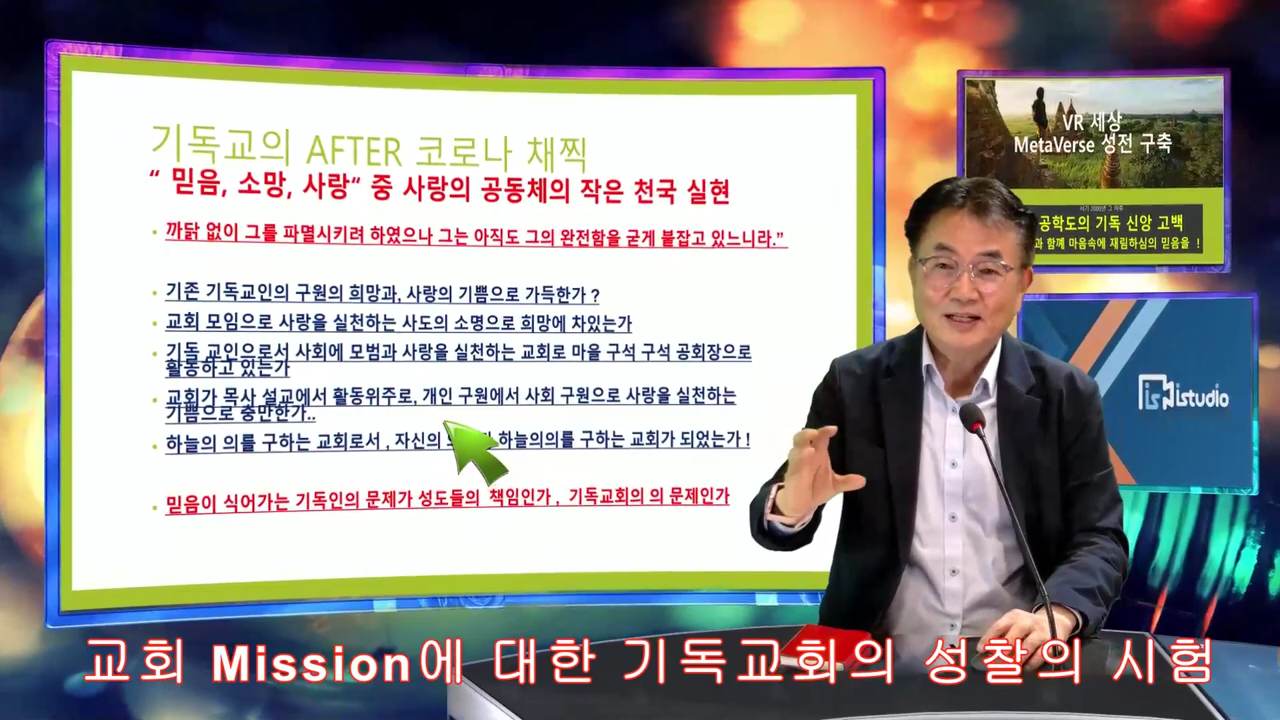 기독교의 AFTER 코로나 채찍
“ 믿음, 소망, 사랑“ 중 사랑의 공동체의 작은 천국 실현
까닭 없이 그를 파멸시키려 하였으나 그는 아직도 그의 완전함을 굳게 붙잡고 있느니라.”
기존 기독교인의 구원의 희망과, 사랑의 기쁨으로 가득한가 ?
교회 모임으로 사랑을 실천하는 사도의 소명으로 희망에 차있는가
기독 교인으로서 사회에 모범과 사랑을 실천하는 교회로 마을 구석 구석 공회장으로
활동하고 있는가
교회가 목사 설교에서 활동위주로, 개인 구원에서 사회 구원으로 사랑을 실천하는
기쁨으로 충만한가..
하늘의 의를 구하는 교회로서 , 자신의 하늘의의를 구하는 교회가 되었는가 !
믿음이 식어가는 기독인의 문제가 성도들의 책임인가 , 기독교회의 의 문제인가
VR 세상
MetaVerse 성전 구축
서기 2000년 그 하루
공학도의 기독 신앙 고백
과 함께 마음속에 재림하심의 믿음을 !
is istudio
교회 Mission에 대한 기독교회의 성찰의 시험